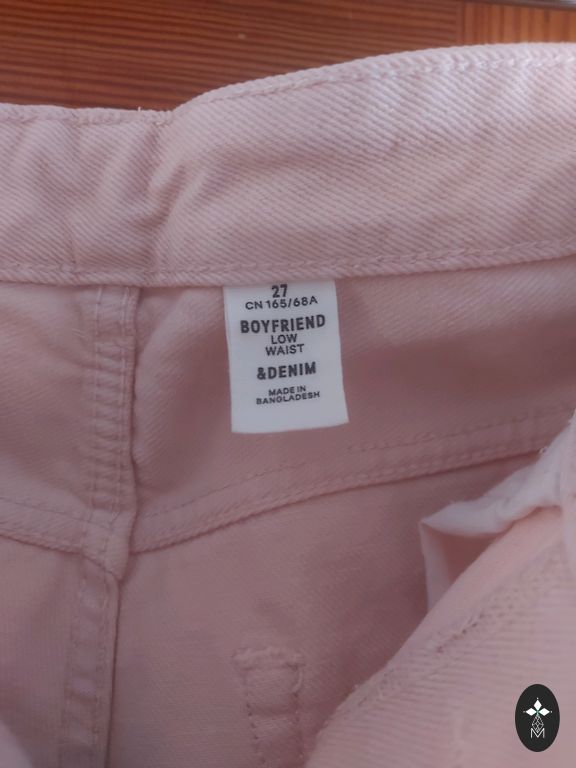 27
CN 165/68A
BOYFRIEND
LOW
WAIST
&DENIM
MADE IN
BANGLADESH
M